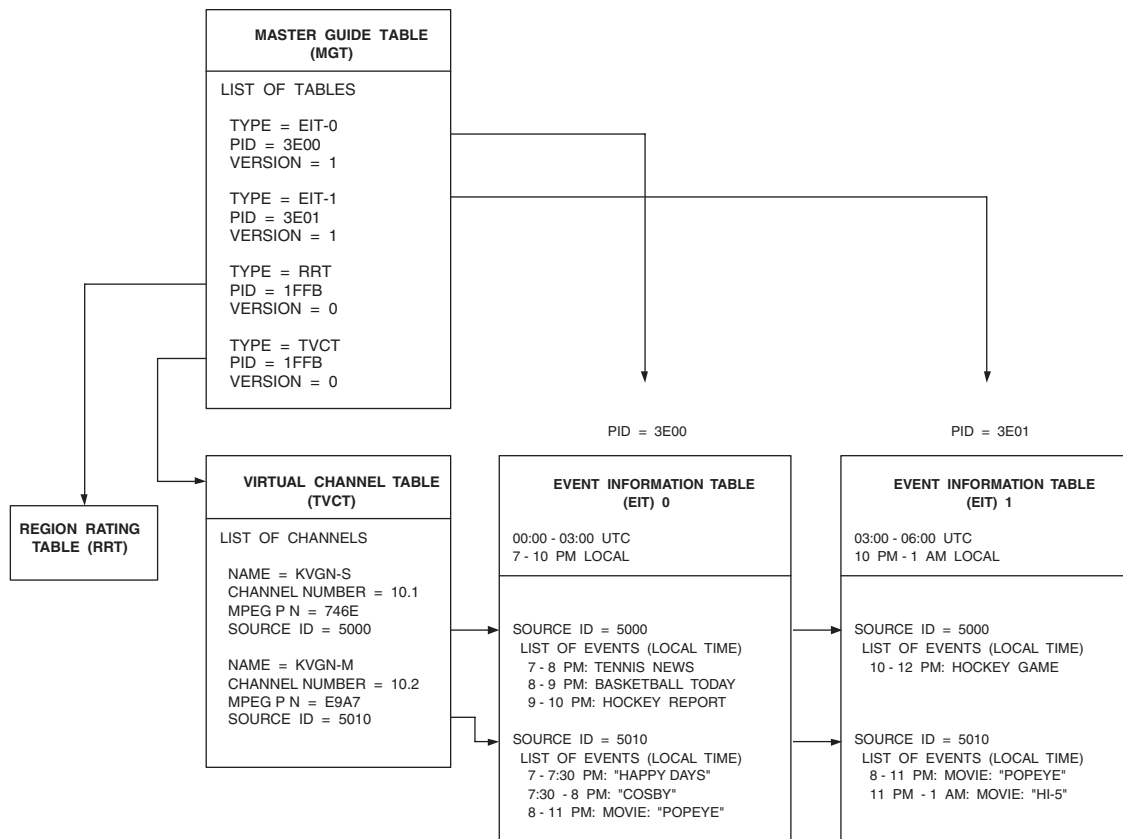 MASTER GUIDE TABLE
(MGT)
LIST OF TABLES
TYPE = EIT-0
PID = 3E00
VERSION = 1
TYPE = EIT-1
PID = 3E01
VERSION = 1
TYPE = RRT
PID = 1FFB
VERSION = 0
TYPE = TVCT
PID = 1FFB
VERSION = 0
REGION RATING
TABLE (RRT)
VIRTUAL CHANNEL TABLE
(TVCT)
LIST OF CHANNELS
NAME = KVGN-S
CHANNEL NUMBER = 10.1
MPEG P N = 746E
SOURCE ID = 5000
NAME = KVGN-M
CHANNEL NUMBER = 10.2
MPEG P N = E9A7
SOURCE ID = 5010
PID = 3E00
EVENT INFORMATION TABLE
(EIT) 0
00:00 - 03:00 UTC
7 - 10 PM LOCAL
SOURCE ID = 5000
LIST OF EVENTS (LOCAL TIME)
7 - 8 PM: TENNIS NEWS
8 - 9 PM: BASKETBALL TODAY
9 - 10 PM: HOCKEY REPORT
SOURCE ID = 5010
LIST OF EVENTS (LOCAL TIME)
7 - 7:30 PM: "HAPPY DAYS"
7:30 - 8 PM: "COSBY"
8 - 11 PM: MOVIE: "POPEYE"
PID = 3E01
EVENT INFORMATION TABLE
(EIT) 1
03:00 - 06:00 UTC
10 PM - 1 AM LOCAL
SOURCE ID = 5000
LIST OF EVENTS (LOCAL TIME)
10 - 12 PM: HOCKEY GAME
SOURCE ID = 5010
LIST OF EVENTS (LOCAL TIME)
8 - 11 PM: MOVIE: "POPEYE"
11 PM - 1 AM: MOVIE: "HI-5"